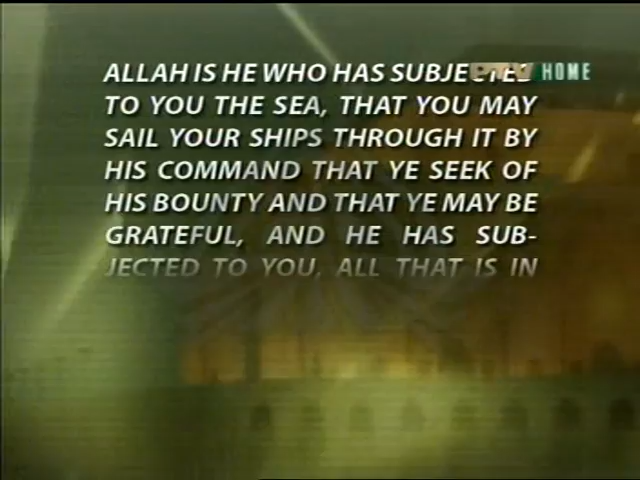 ALLAH IS HE WHO HAS SUBJECTED
PTV HOME
TO YOU THE SEA, THAT YOU MAY
SAIL YOUR SHIPS THROUGH IT BY
HIS COMMAND THAT YE SEEK OF
HIS BOUNTY AND THAT YE MAY BE
GRATEFUL, AND HE HAS SUB-
JECTED TO YOU, ALL THAT IS IN